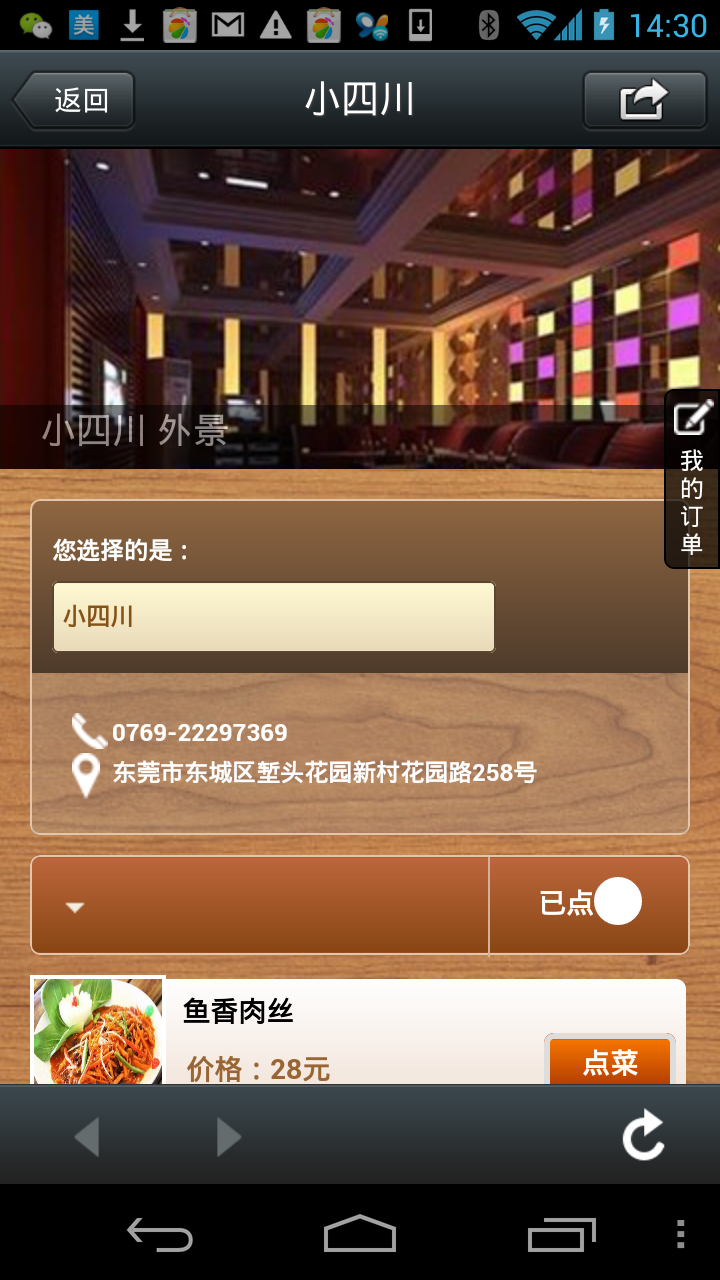 美
14:30
返回
小四川
小四川 外景
我的订单
您选择的是：
小四川
0769-22297369
东莞市东城区堑头花园新村花园路258号
已点
鱼香肉丝
价格：28元
点菜